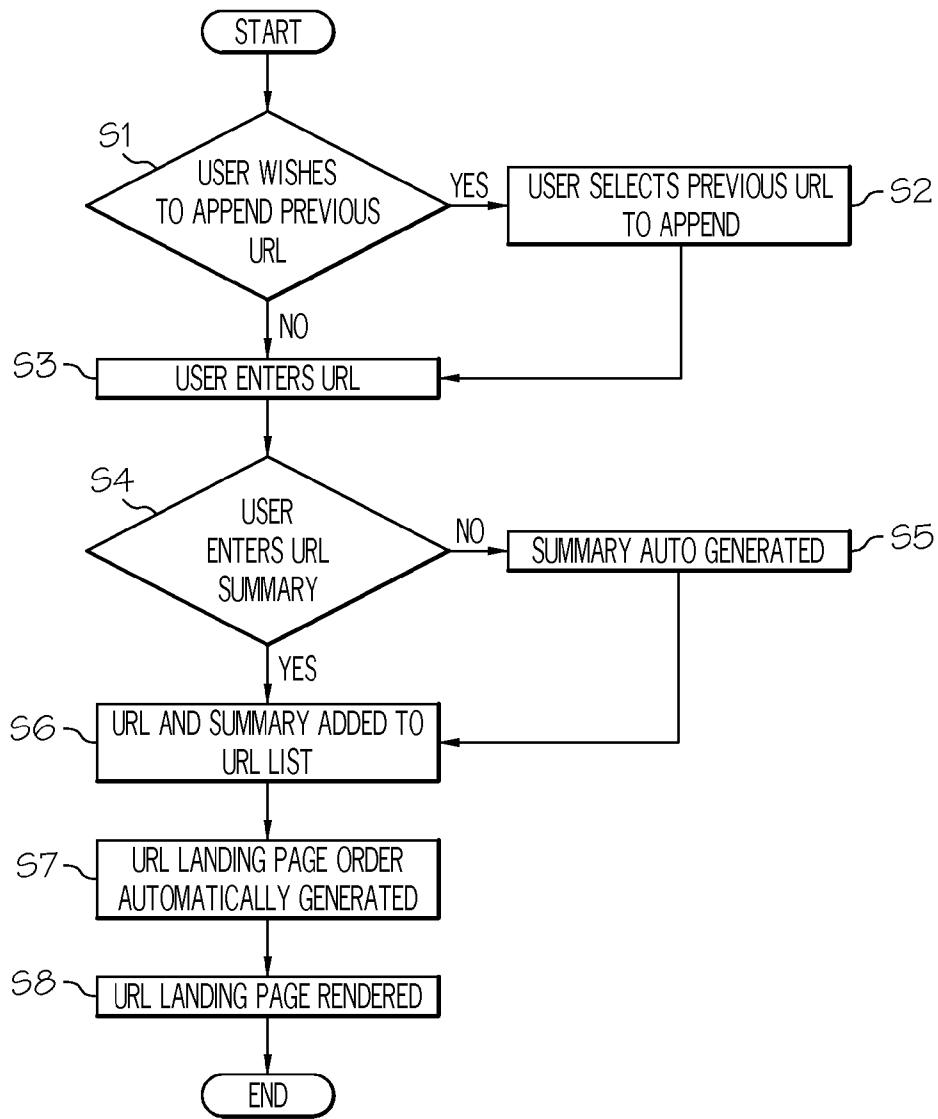 START
S1
USER WISHES
TO APPEND PREVIOUS
URL
YES
USER SELECTS PREVIOUS URL
TO APPEND
S2
NO
S3
USER ENTERS URL
S4
USER
ENTERS URL
SUMMARY
NO
SUMMARY AUTO GENERATED
S5
YES
S6
URL AND SUMMARY ADDED TO
URL LIST
S7
URL LANDING PAGE ORDER
AUTOMATICALLY GENERATED
S8
URL LANDING PAGE RENDERED
END